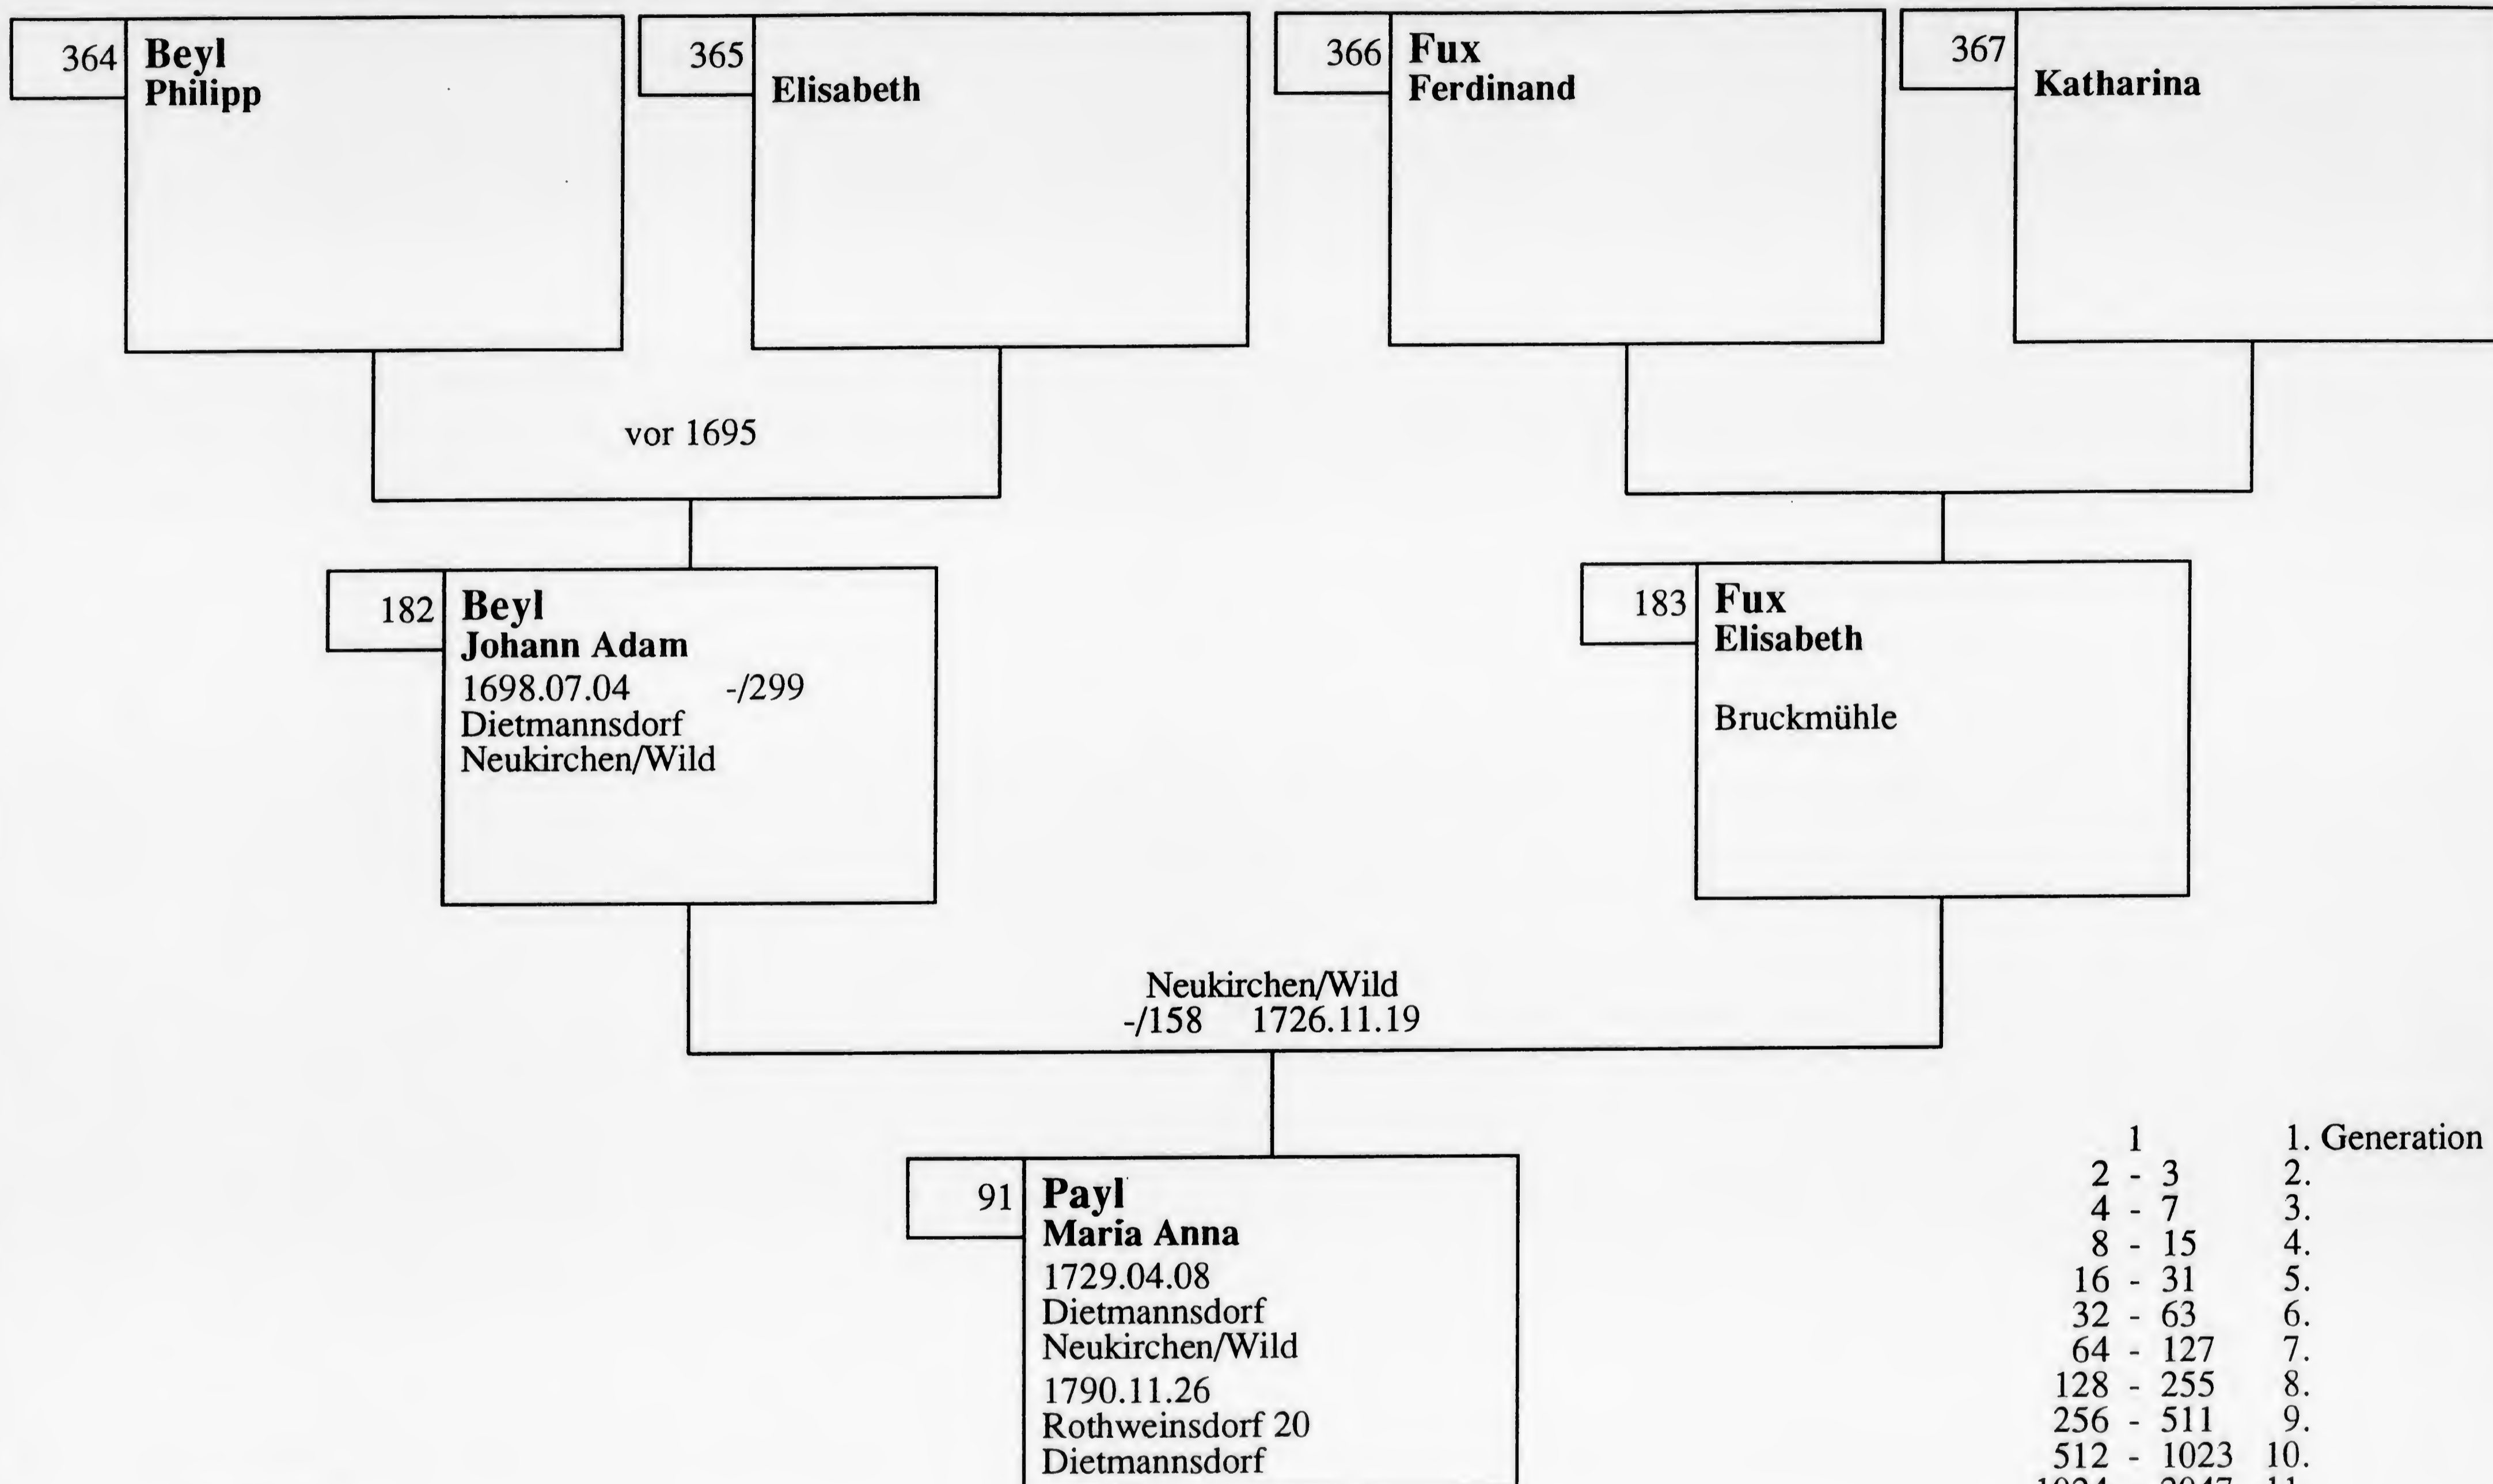 364
Beyl
Philipp
365
Elisabeth
366
Fux
Ferdinand
367
Katharina
vor 1695
182
Beyl
Johann Adam
1698.07.04 -/299
Dietmannsdorf
Neukirchen/Wild
183
Fux
Elisabeth
Bruckmühle
Neukirchen/Wild
-/158 1726.11.19
91
Payl
Maria Anna
1729.04.08
Dietmannsdorf
Neukirchen/Wild
1790.11.26
Rothweinsdorf 20
Dietmannsdorf
1 1. Generation
2 - 3 2.
4 - 7 3.
8 - 15 4.
16 - 31 5.
32 - 63 6.
64 - 127 7.
128 - 255 8.
256 - 511 9.
512 - 1023 10.
1024 - 2047 11.